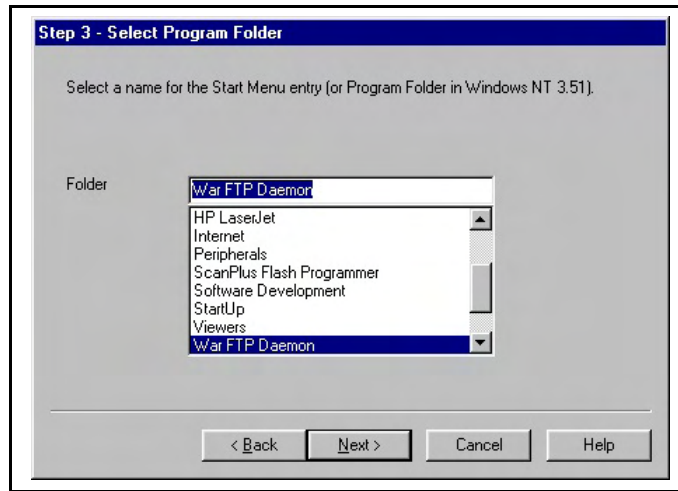 Step 3 - Select Program Folder
Select a name for the Start Menu entry (or Program Folder in Windows NT 3.51).
Folder
War FTP Daemon
HP LaserJet
Internet
Peripherals
ScanPlus Flash Programmer
Software Development
StartUp
Viewers
War FTP Daemon
< Back
Next >
Cancel
Help